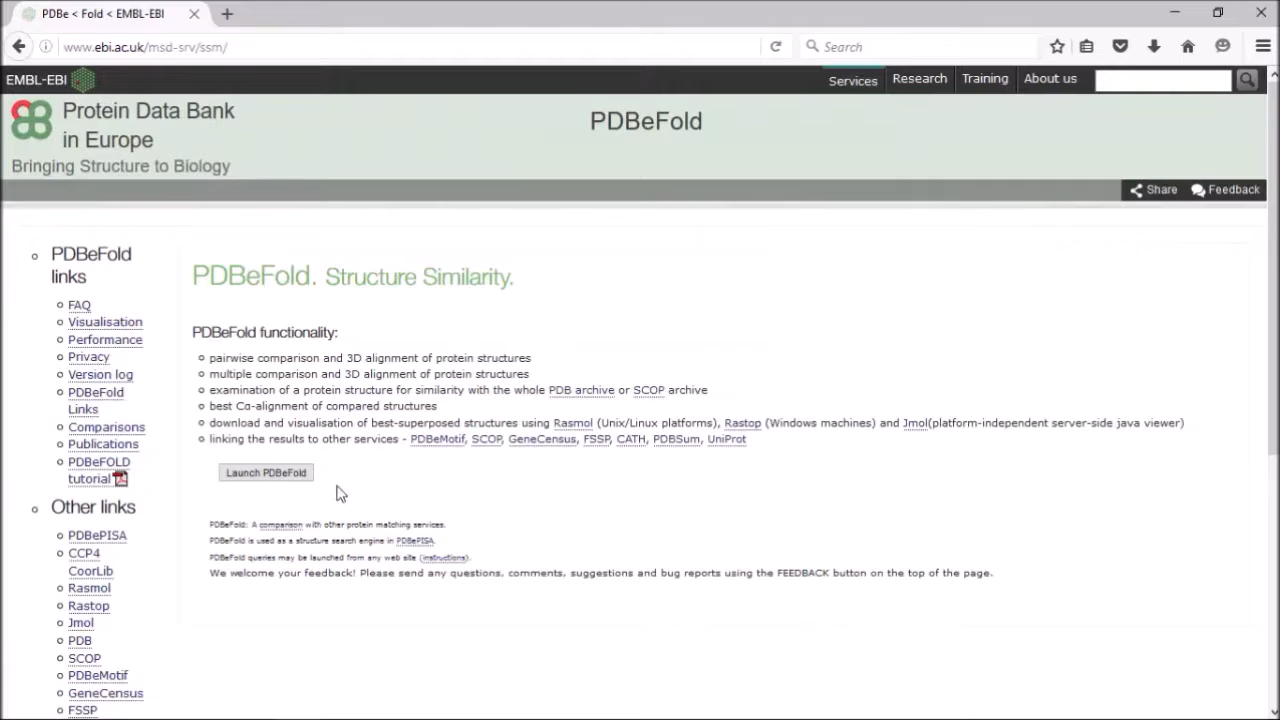 PDBe < Fold < EMBL-EBI
www.ebi.ac.uk/msd-srv/ssm/
Search
EMBL-EBI
Services
Research
Training
About us
Protein Data Bank
in Europe
Bringing Structure to Biology
PDBeFold
Share
Feedback
PDBeFold
links
FAQ
Visualisation
Performance
Privacy
Version log
PDBeFold
Links
Comparisons
Publications
PDBeFOLD
tutorial
Other links
PDBePISA
CCP4
CoorLib
Rasmol
Rastop
Jmol
PDB
SCOP
PDBeMotif
GeneCensus
FSSP
PDBeFold. Structure Similarity.
PDBeFold functionality:
pairwise comparison and 3D alignment of protein structures
multiple comparison and 3D alignment of protein structures
examination of a protein structure for similarity with the whole PDB archive or SCOP archive
best Cα-alignment of compared structures
download and visualisation of best-superposed structures using Rasmol (Unix/Linux platforms), Rastop (Windows machines) and Jmol(platform-independent server-side java viewer)
linking the results to other services - PDBeMotif, SCOP, GeneCensus, FSSP, CATH, PDBSum, UniProt
Launch PDBeFold
PDBeFold: A comparison with other protein matching services.
PDBeFold is used as a structure search engine in PDBePISA.
PDBeFold queries may be launched from any web site (instructions).
We welcome your feedback! Please send any questions, comments, suggestions and bug reports using the FEEDBACK button on the top of the page.